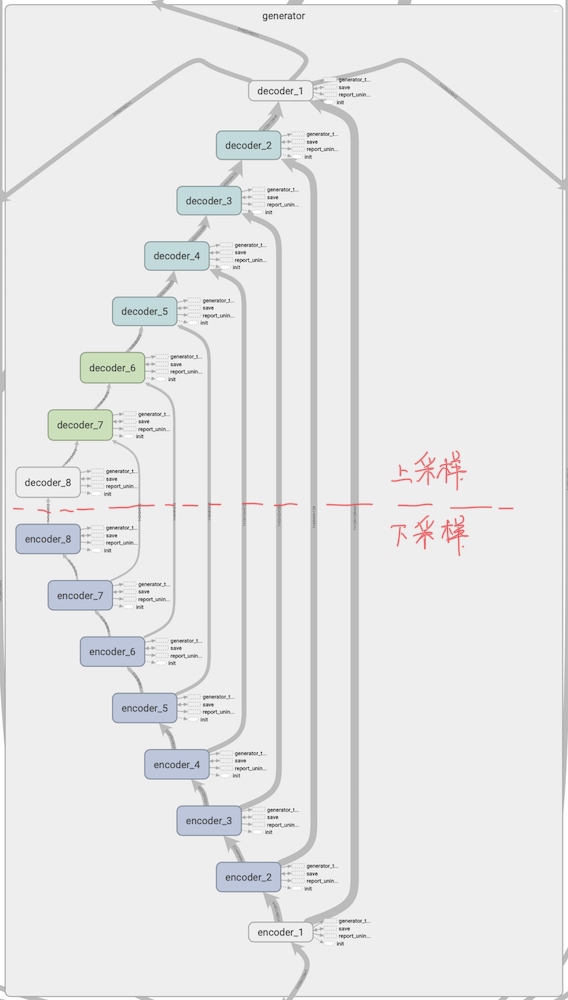 generator
decoder_1
generator_t...
save
report_unin...
init
decoder_2
generator_t...
save
report_unin...
init
decoder_3
generator_t...
save
report_unin...
init
decoder_4
generator_t...
save
report_unin...
init
decoder_5
generator_t...
save
report_unin...
init
decoder_6
generator_t...
save
report_unin...
init
decoder_7
generator_t...
save
report_unin...
init
decoder_8
generator_t...
save
report_unin...
init
上采样
下采样
encoder_8
generator_t...
save
report_unin...
init
encoder_7
generator_t...
save
report_unin...
init
encoder_6
generator_t...
save
report_unin...
init
encoder_5
generator_t...
save
report_unin...
init
encoder_4
generator_t...
save
report_unin...
init
encoder_3
generator_t...
save
report_unin...
init
encoder_2
generator_t...
save
report_unin...
init
encoder_1
generator_t...
save
report_unin...
init